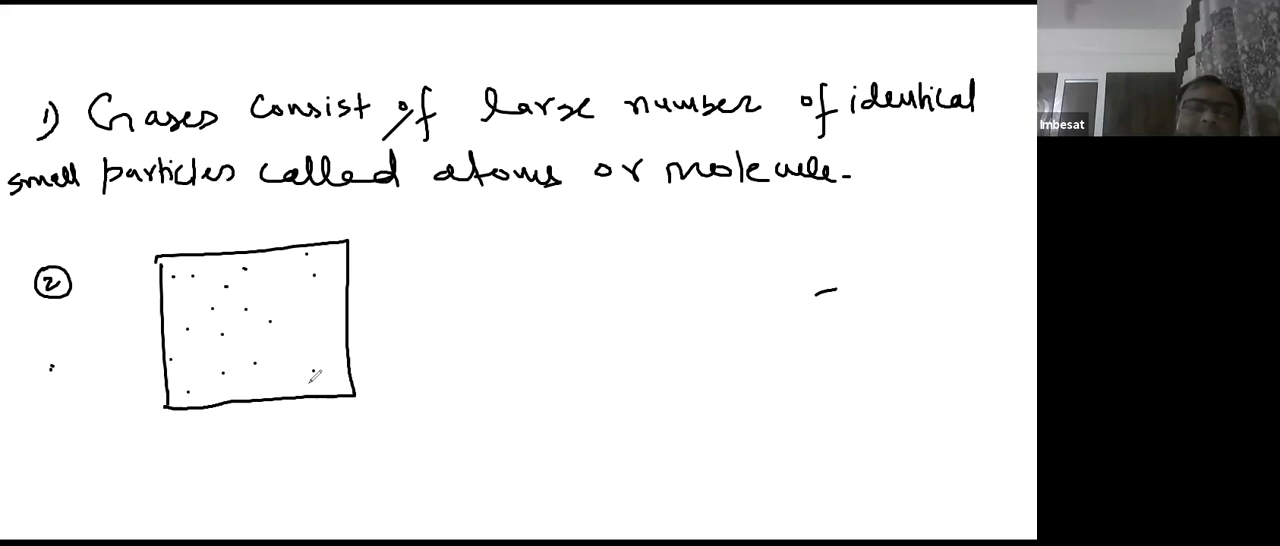 1) Gases consist of large number of identical
small particles called atoms or molecule.
2
Imbesat